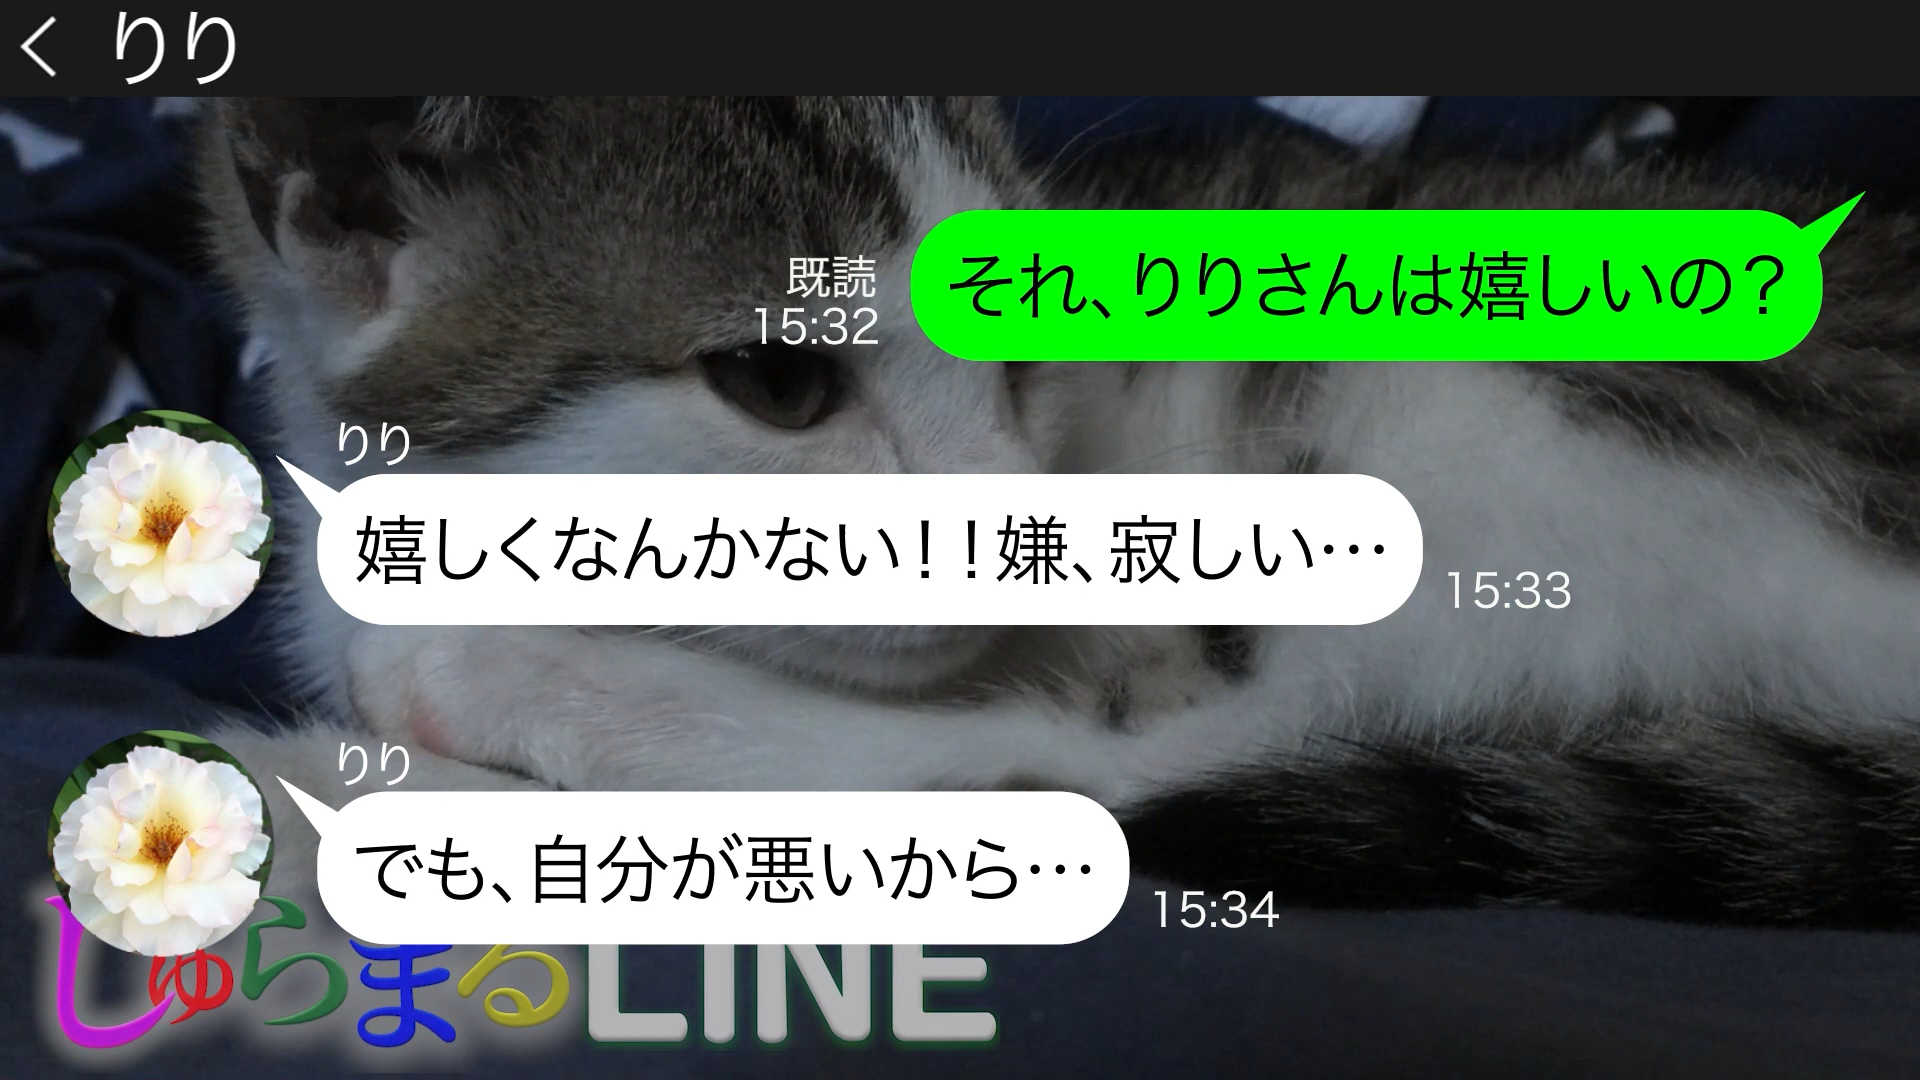 りり
それ、りりさんは嬉しいの？
既読
15:32
りり
嬉しくなんかない！！嫌、寂しい…
15:33
りり
でも、自分が悪いから…
15:34
しゅらまるLINE